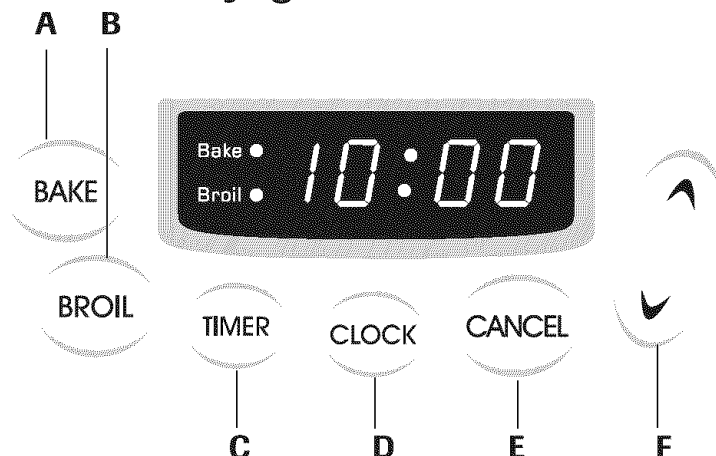 A B
Bake
10:00
Broil
BAKE
BROIL
TIMER
CLOCK
CANCEL
C D E F